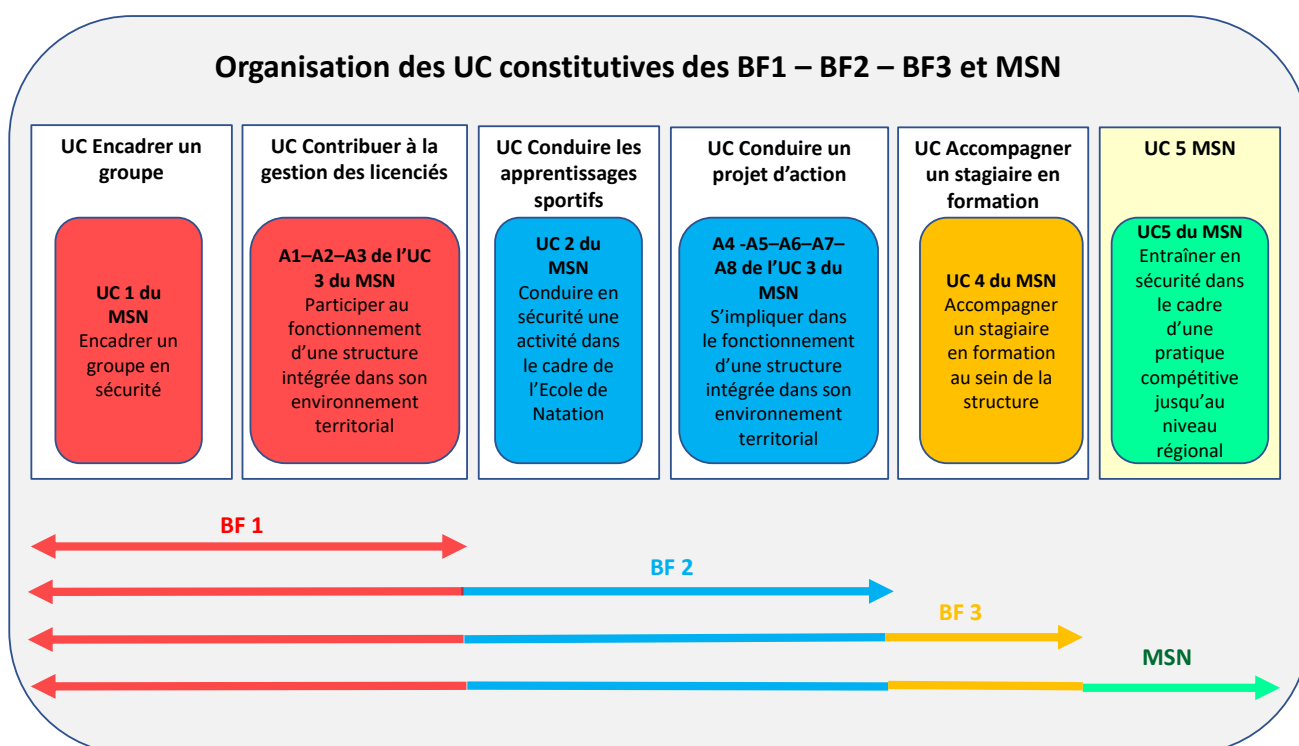 Organisation des UC constitutives des BF1 – BF2 – BF3 et MSN
UC Encadrer un
groupe
UC 1 du
MSN
Encadrer un
groupe en
sécurité
UC Contribuer à la
gestion des licenciés
A1–A2–A3 de l’UC
3 du MSN
Participer au
fonctionnement
d’une structure
intégrée dans son
environnement
territorial
UC Conduire les
apprentissages
sportifs
UC 2 du
MSN
Conduire en
sécurité une
activité dans
le cadre de
l’Ecole de
Natation
UC Conduire un
projet d’action
A4 -A5–A6–A7–
A8 de l’UC 3 du
MSN
S’impliquer dans
le fonctionnement
d’une structure
intégrée dans son
environnement
territorial
UC Accompagner
un stagiaire en
formation
UC 4 du MSN
Accompagner
un stagiaire
en formation
au sein de la
structure
UC 5 MSN
UC5 du MSN
Entraîner en
sécurité dans
le cadre
d’une
pratique
compétitive
jusqu’au
niveau
régional
BF 1
BF 2
BF 3
MSN